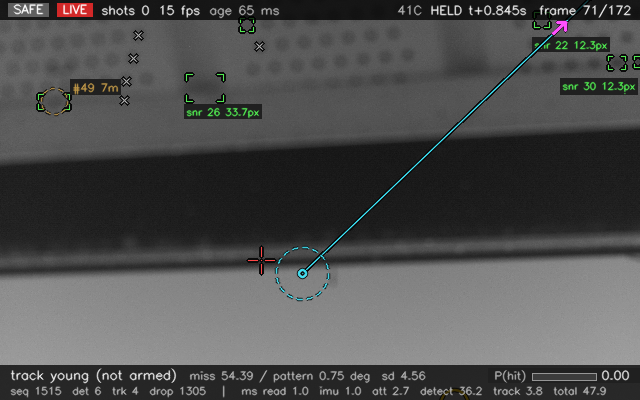 SAFE LIVE shots 0 15 fps age 65 ms 41C HELD t+0.845s frame 71/172
snr 22 12.3px
#49 7m
snr 30 12.3px
snr 26 33.7px
track young (not armed) miss 54.39 / pattern 0.75 deg sd 4.56 P(hit) 0.00
seq 1515 det 6 trk 4 drop 1305 | ms read 1.0 imu 1.0 att 2.7 detect 36.2 track 3.8 total 47.9